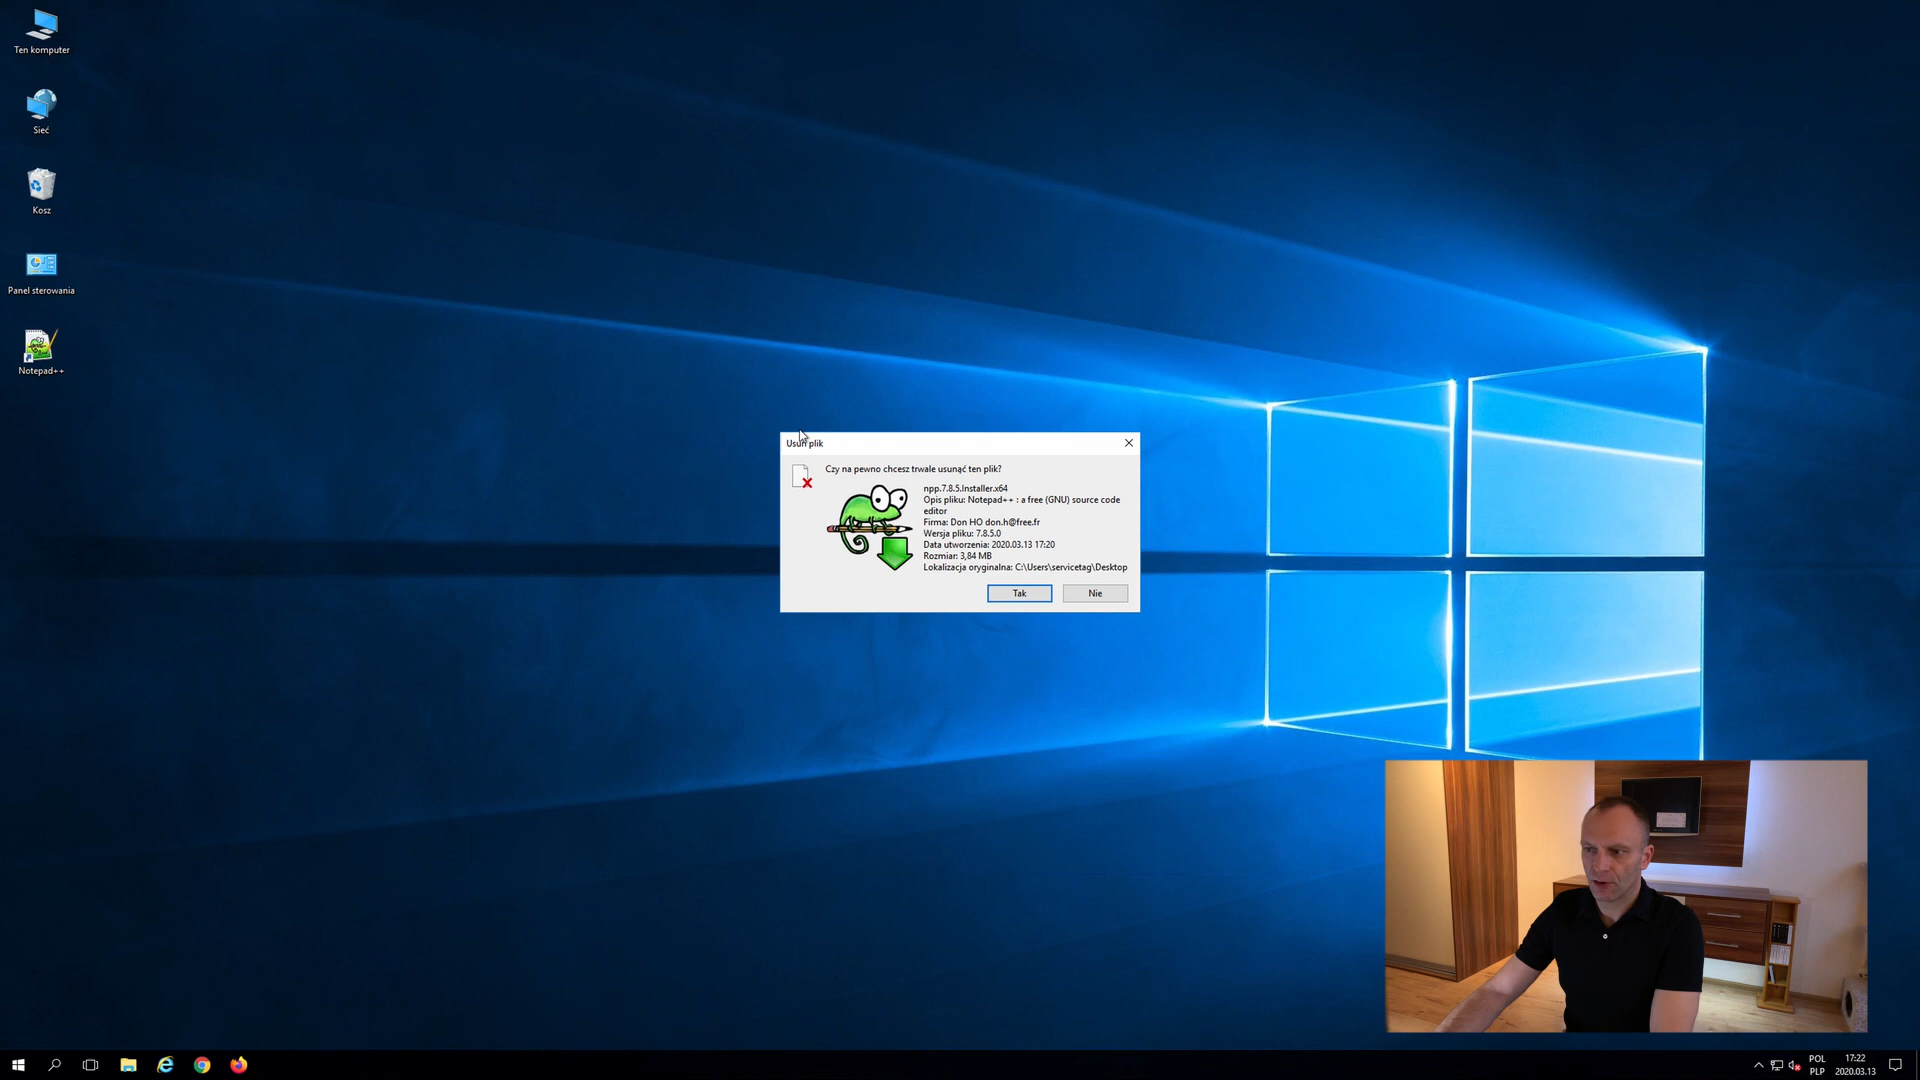 Ten komputer
Sieć
Kosz
Panel sterowania
Notepad++
Usuń plik
Czy na pewno chcesz trwale usunąć ten plik?
npp.7.8.5.Installer.x64
Opis pliku: Notepad++ : a free (GNU) source code
editor
Firma: Don HO don.h@free.fr
Wersja pliku: 7.8.5.0
Data utworzenia: 2020.03.13 17:20
Rozmiar: 3,84 MB
Lokalizacja oryginalna: C:\Users\servicetag\Desktop
Tak
Nie
POL
PLP
17:22
2020.03.13